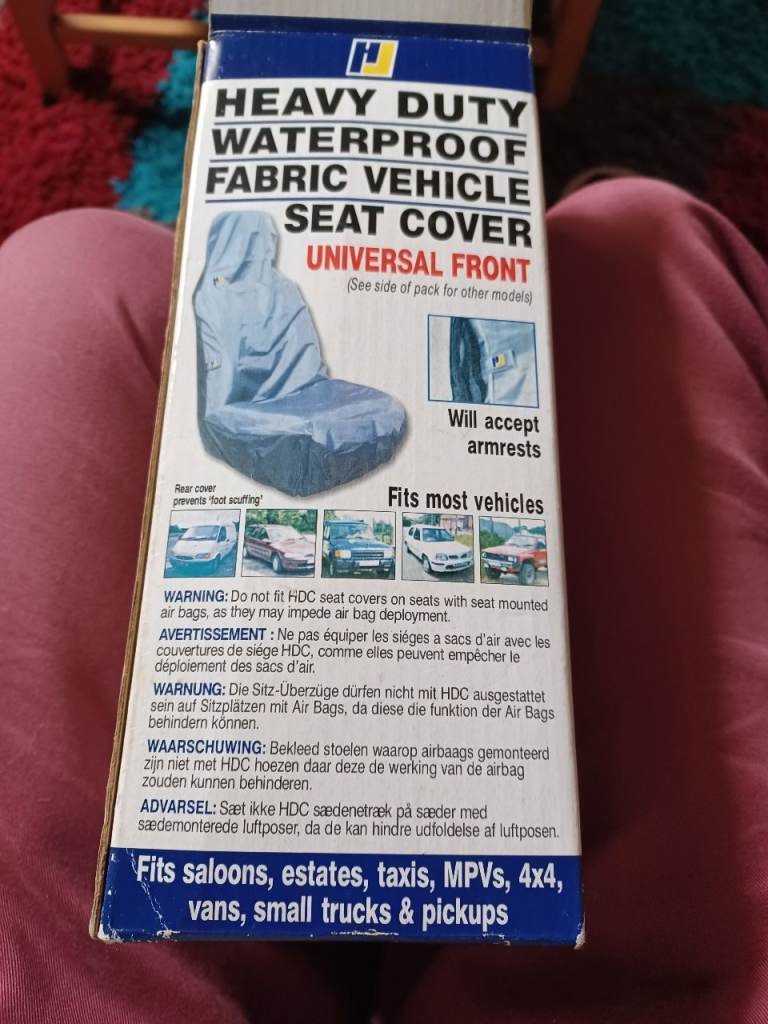 HEAVY DUTY
WATERPROOF
FABRIC VEHICLE
SEAT COVER
UNIVERSAL FRONT
(See side of pack for other models)
Will accept
armrests
Rear cover
prevents 'foot scuffing'
Fits most vehicles
WARNING: Do not fit HDC seat covers on seats with seat mounted
air bags, as they may impede air bag deployment.
AVERTISSEMENT : Ne pas équiper les siéges a sacs d'air avec les
couvertures de siége HDC, comme elles peuvent empêcher le
déploiement des sacs d'air.
WARNUNG: Die Sitz-Überzüge dürfen nicht mit HDC ausgestattet
sein auf Sitzplätzen mit Air Bags, da diese die funktion der Air Bags
behindern können.
WAARSCHUWING: Bekleed stoelen waarop airbaags gemonteerd
zijn niet met HDC hoezen daar deze de werking van de airbag
zouden kunnen behinderen.
ADVARSEL: Sæt ikke HDC sædenetræk på sæder med
sædemonterede luftposer, da de kan hindre udfoldelse af luftposen.
Fits saloons, estates, taxis, MPVs, 4x4,
vans, small trucks & pickups